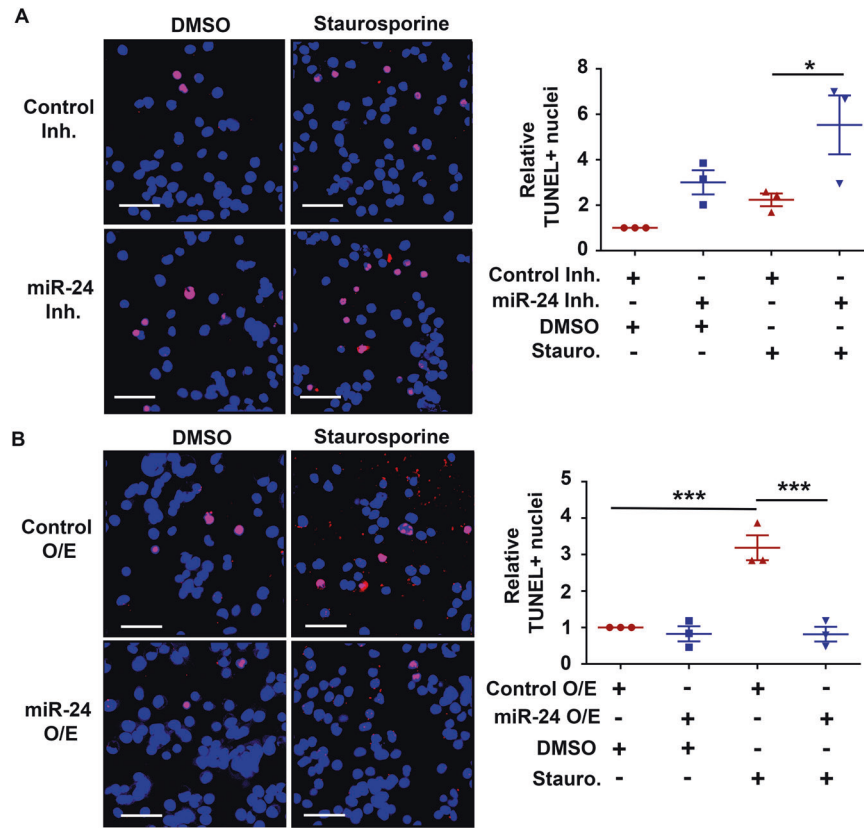 A
DMSO
Staurosporine
Control
Inh.
miR-24
Inh.
Relative
TUNEL+ nuclei
8
6
4
2
0
*
Control Inh. + - + -
miR-24 Inh. - + - +
DMSO + + - -
Stauro. - - + +
B
DMSO
Staurosporine
Control
O/E
miR-24
O/E
Relative
TUNEL+ nuclei
5
4
3
2
1
0
***
***
Control O/E + - + -
miR-24 O/E - + - +
DMSO + + - -
Stauro. - - + +